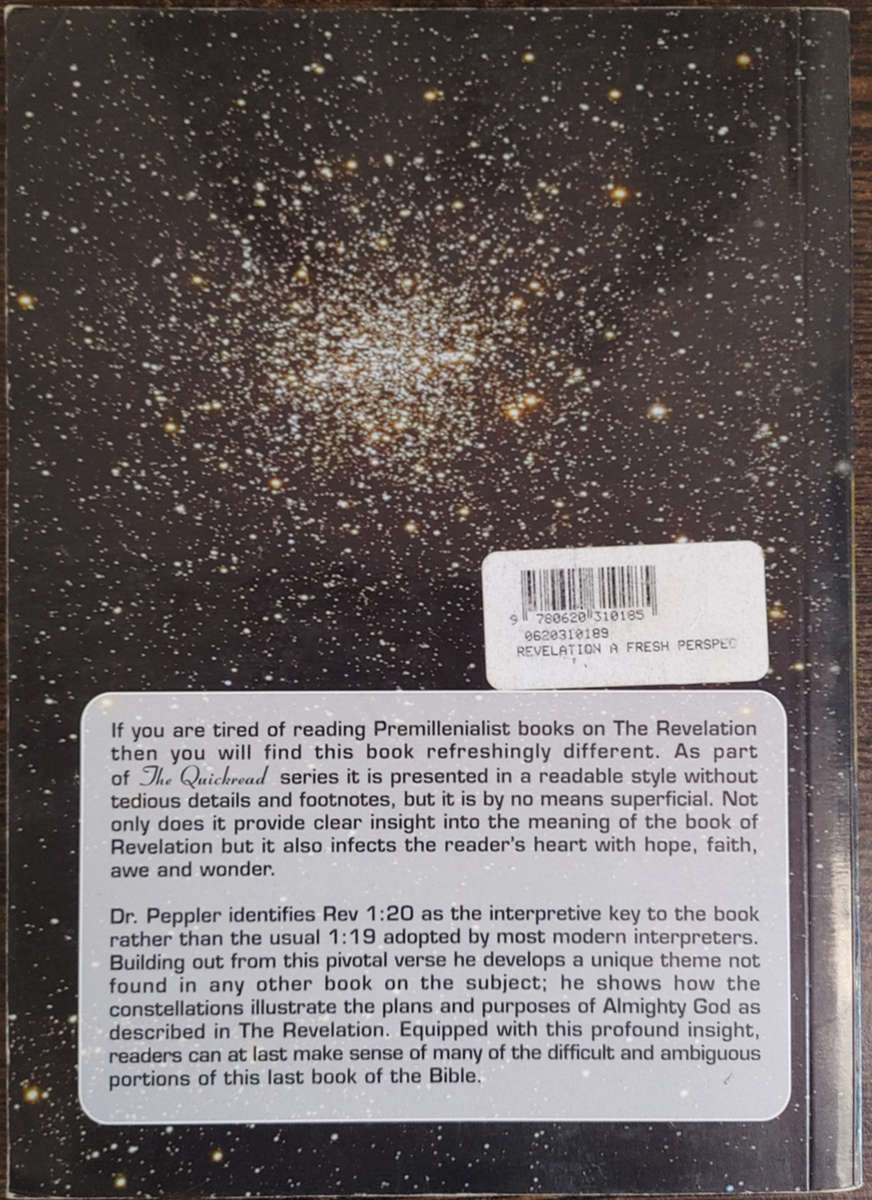 9 780620 310185
0620310189
REVELATION A FRESH PERSPEC
If you are tired of reading Premillenialist books on The Revelation
then you will find this book refreshingly different. As part
of The Quickread series it is presented in a readable style without
tedious details and footnotes, but it is by no means superficial. Not
only does it provide clear insight into the meaning of the book of
Revelation but it also infects the reader's heart with hope, faith,
awe and wonder.
Dr. Peppler identifies Rev 1:20 as the interpretive key to the book
rather than the usual 1:19 adopted by most modern interpreters.
Building out from this pivotal verse he develops a unique theme not
found in any other book on the subject; he shows how the
constellations illustrate the plans and purposes of Almighty God as
described in The Revelation. Equipped with this profound insight,
readers can at last make sense of many of the difficult and ambiguous
portions of this last book of the Bible.